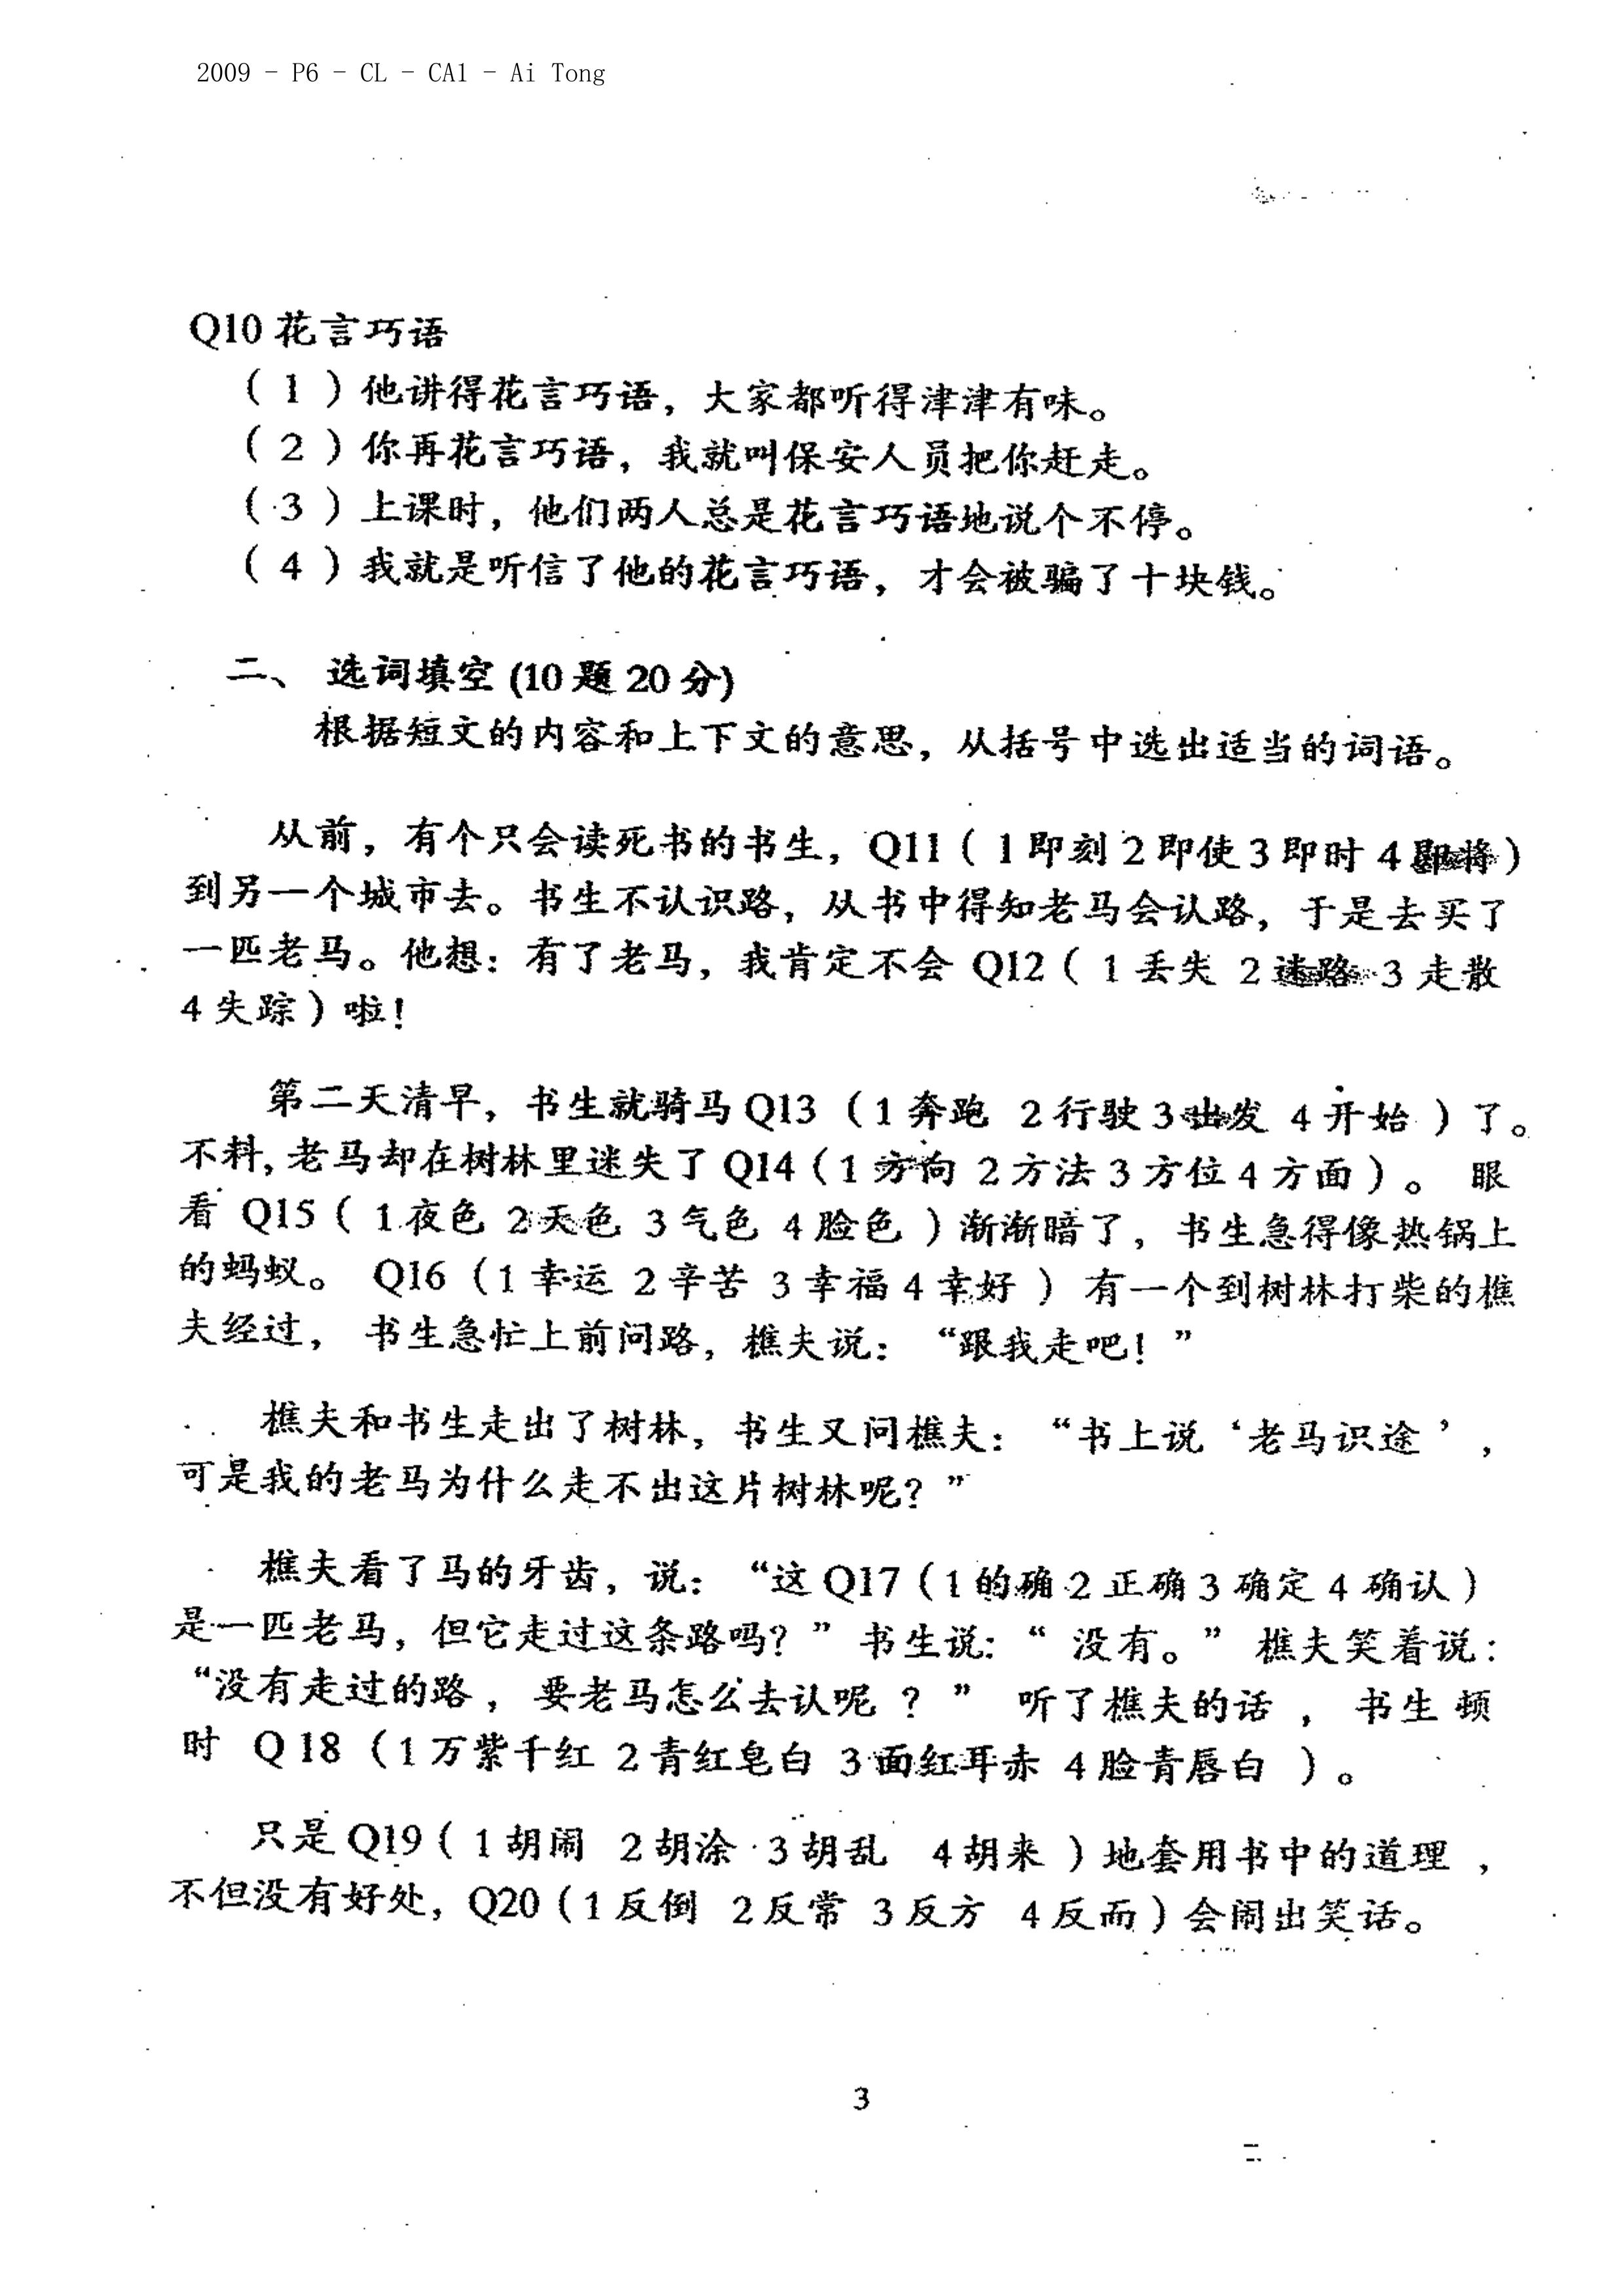 2009 - P6 - CL - CA1 - Ai Tong
Q10 花言巧语
( 1 ) 他讲得花言巧语，大家都听得津津有味。
( 2 ) 你再花言巧语，我就叫保安人员把你赶走。
( 3 ) 上课时，他们两人总是花言巧语地说个不停。
( 4 ) 我就是听信了他的花言巧语，才会被骗了十块钱。
二、 选词填空 (10 题 20 分)
根据短文的内容和上下文的意思，从括号中选出适当的词语。
从前，有个只会读死书的书生，Q11（ 1 即刻 2 即使 3 即时 4 即将）
到另一个城市去。书生不认识路，从书中得知老马会认路，于是去买了
一匹老马。他想：有了老马，我肯定不会 Q12（ 1 丢失 2 迷路 3 走散
4 失踪）啦！
第二天清早，书生就骑马 Q13 （ 1 奔跑 2 行驶 3 出发 4 开始 ）了。
不料, 老马却在树林里迷失了 Q14（ 1 方向 2 方法 3 方位 4 方面 ）。 眼
看 Q15（ 1 夜色 2 天色 3 气色 4 脸色 ）渐渐暗了，书生急得像热锅上
的蚂蚁。 Q16 （ 1 幸运 2 辛苦 3 幸福 4 幸好 ） 有一个到树林打柴的樵
夫经过， 书生急忙上前问路，樵夫说： “跟我走吧！”
樵夫和书生走出了树林，书生又问樵夫： “书上说‘老马识途’，
可是我的老马为什么走不出这片树林呢？”
樵夫看了马的牙齿，说： “这 Q17（ 1 的确 2 正确 3 确定 4 确认）
是一匹老马，但它走过这条路吗？” 书生说：“ 没有。” 樵夫笑着说：
“没有走过的路 ， 要老马怎么去认呢 ？ ” 听了樵夫的话 ， 书生 顿
时 Q 18 （ 1 万紫千红 2 青红皂白 3 面红耳赤 4 脸青唇白 ）。
只是 Q19（ 1 胡闹 2 胡涂 3 胡乱 4 胡来 ）地套用书中的道理 ，
不但没有好处，Q20（ 1 反倒 2 反常 3 反方 4 反而 ）会闹出笑话。
3